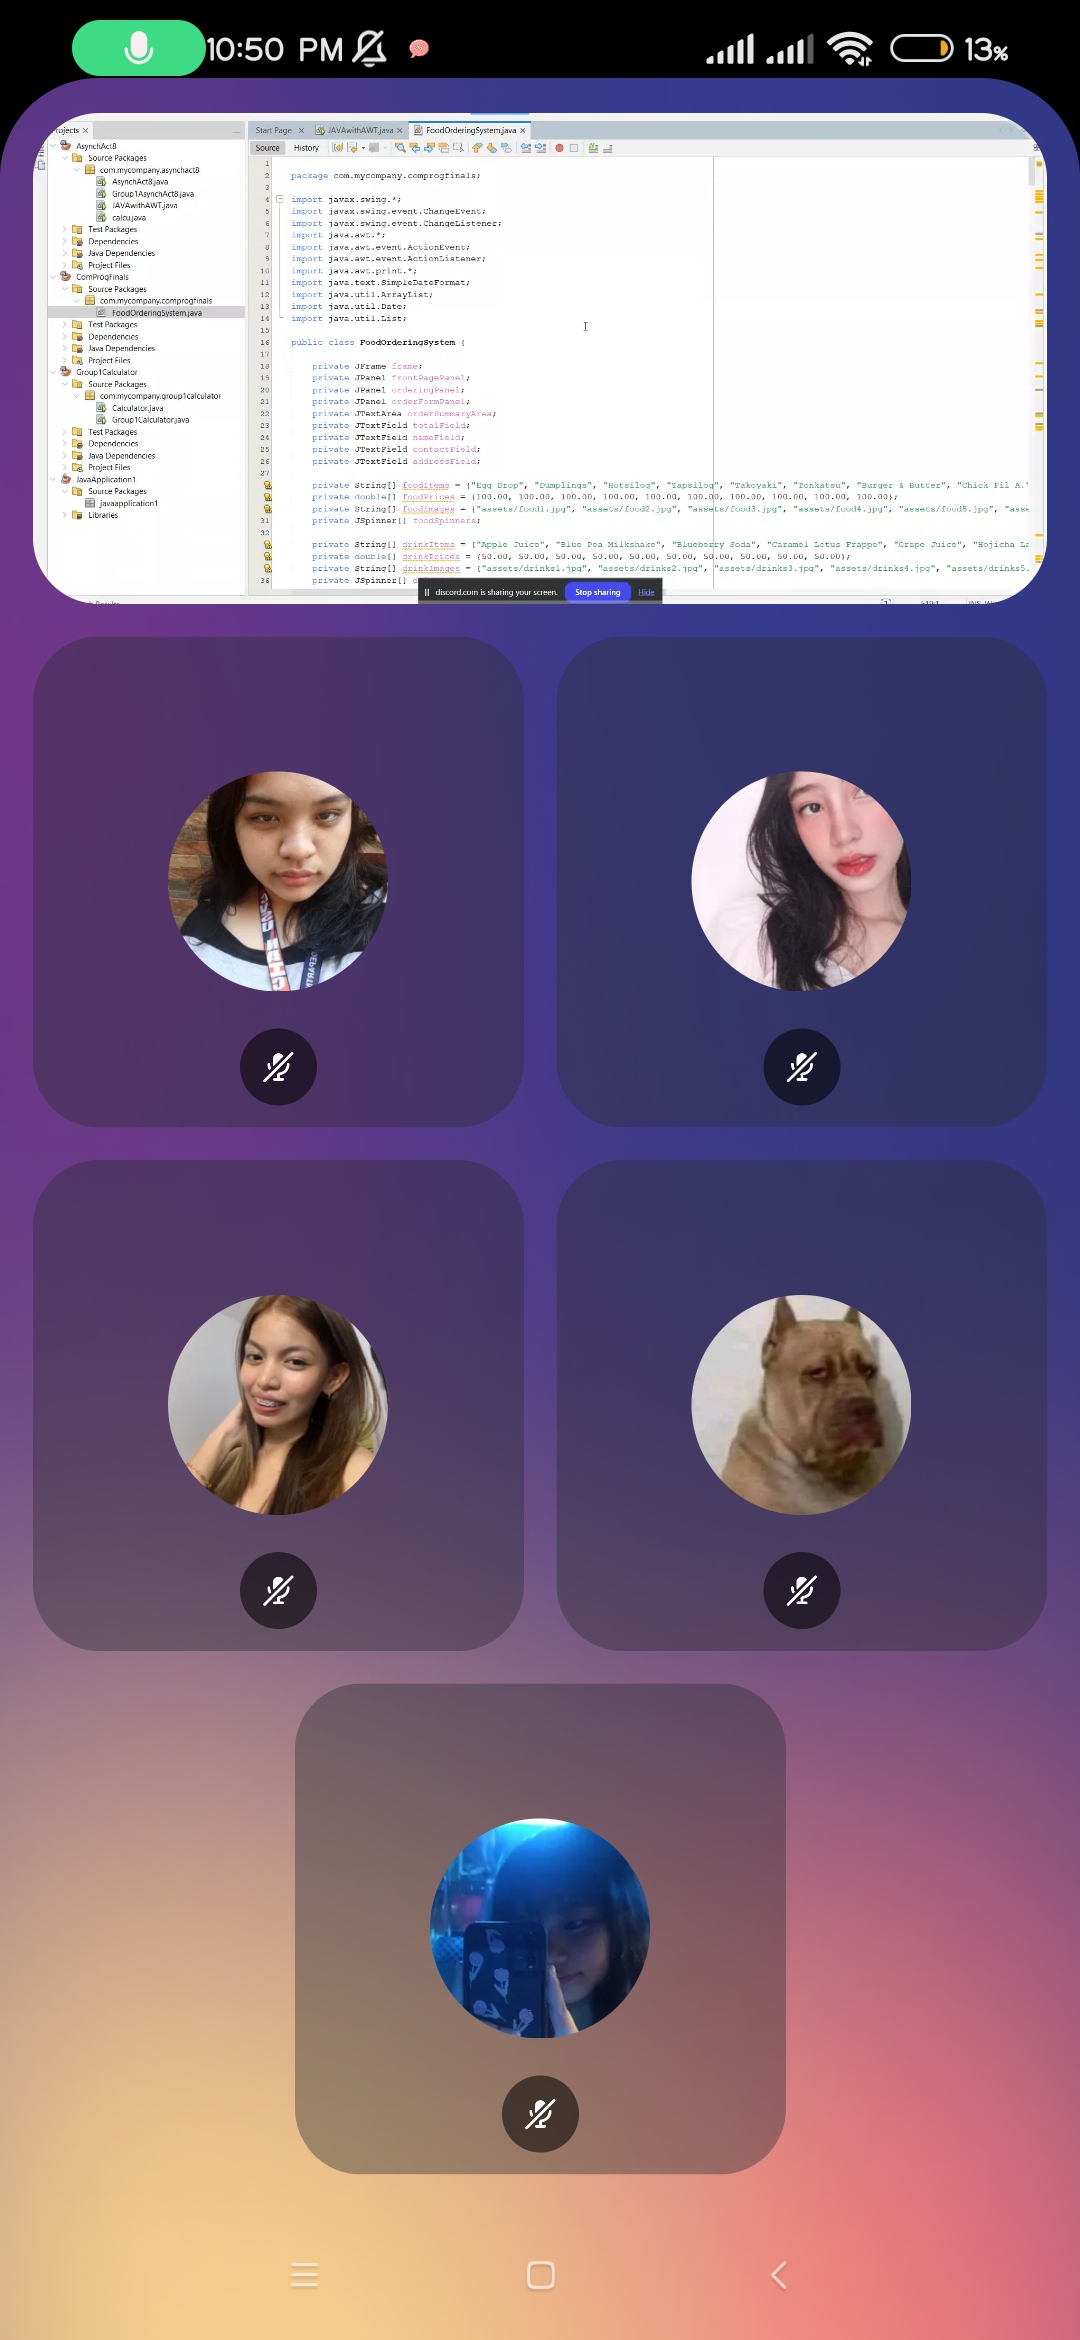 10:50 PM 13%
ojects
Start Page JAVAwithAWT.java FoodOrderingSystem.java
Source History
AsynchAct8
Source Packages
com.mycompany.asynchact8
AsynchAct8.java
Group1AsynchAct8.java
JAVAwithAWT.java
calcu.java
Test Packages
Dependencies
Java Dependencies
Project Files
ComProgFinals
Source Packages
com.mycompany.comprogfinals
FoodOrderingSystem.java
Test Packages
Dependencies
Java Dependencies
Project Files
Group1Calculator
Source Packages
com.mycompany.group1calculator
Calculator.java
Group1Calculator.java
Test Packages
Dependencies
Java Dependencies
Project Files
JavaApplication1
Source Packages
javaapplication1
Libraries
1
2 package com.mycompany.comprogfinals;
3
4 import javax.swing.*;
5 import javax.swing.event.ChangeEvent;
6 import javax.swing.event.ChangeListener;
7 import java.awt.*;
8 import java.awt.event.ActionEvent;
9 import java.awt.event.ActionListener;
10 import java.awt.print.*;
11 import java.text.SimpleDateFormat;
12 import java.util.ArrayList;
13 import java.util.Date;
14 import java.util.List;
15
16 public class FoodOrderingSystem {
17
18 private JFrame frame;
19 private JPanel frontPagePanel;
20 private JPanel orderingPanel;
21 private JPanel orderFormPanel;
22 private JTextArea orderSummaryArea;
23 private JTextField totalField;
24 private JTextField nameField;
25 private JTextField contactField;
26 private JTextField addressField;
27
private String[] foodItems = {"Egg Drop", "Dumplings", "Hotsilog", "Tapsilog", "Takoyaki", "Tonkatsu", "Burger & Butter", "Chick Fil A."
private double[] foodPrices = {100.00, 100.00, 100.00, 100.00, 100.00, 100.00, 100.00, 100.00, 100.00, 100.00};
private String[] foodImages = {"assets/food1.jpg", "assets/food2.jpg", "assets/food3.jpg", "assets/food4.jpg", "assets/food5.jpg", "asse
31 private JSpinner[] foodSpinners;
32
private String[] drinkItems = {"Apple Juice", "Blue Pea Milkshake", "Blueberry Soda", "Caramel Lotus Frappe", "Grape Juice", "Hojicha La
private double[] drinkPrices = {50.00, 50.00, 50.00, 50.00, 50.00, 50.00, 50.00, 50.00, 50.00, 50.00};
private String[] drinkImages = {"assets/drinks1.jpg", "assets/drinks2.jpg", "assets/drinks3.jpg", "assets/drinks4.jpg", "assets/drinks5.
36 private JSpinner[] d
discord.com is sharing your screen. Stop sharing Hide